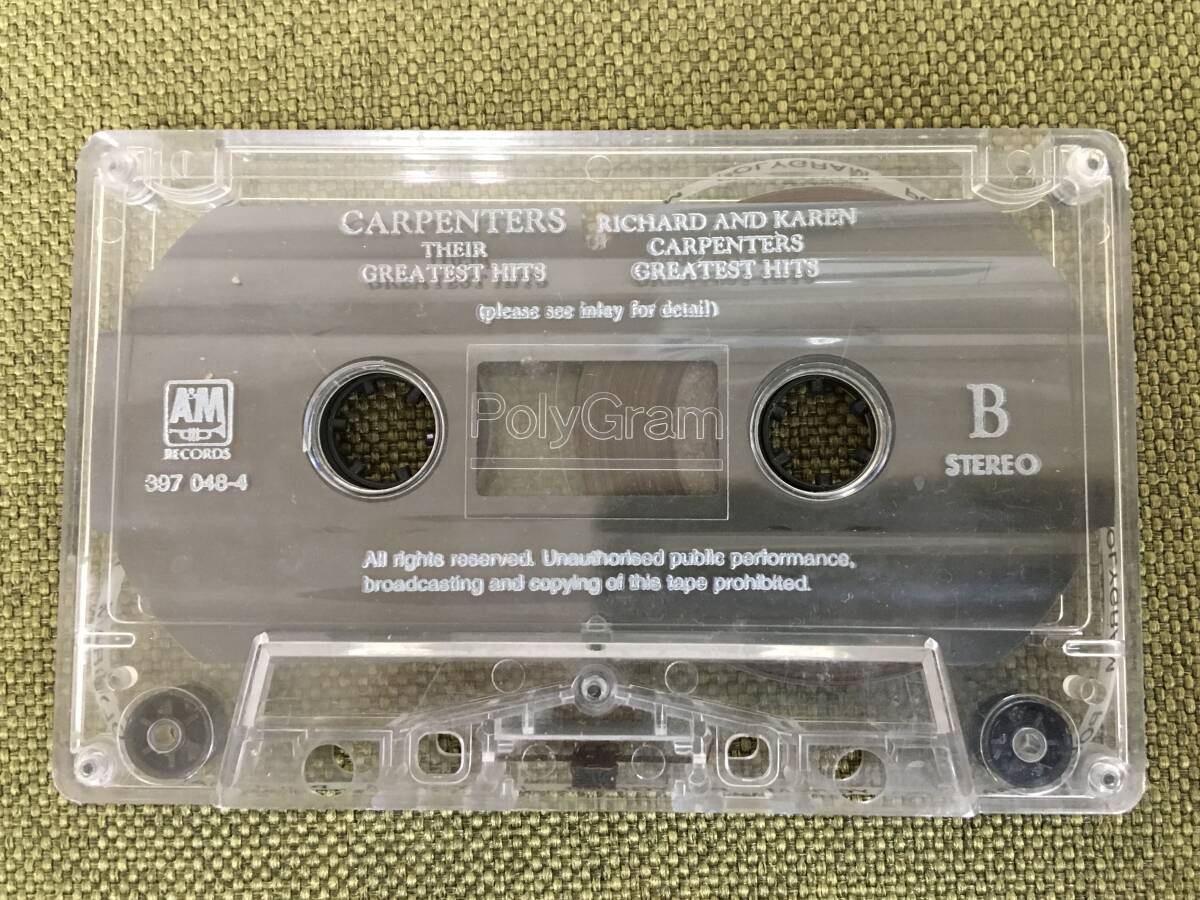 POLYGRAM
CARPENTERS
THEIR
GREATEST HITS
RICHARD AND KAREN
CARPENTERS
GREATEST HITS
(please see inlay for detail)
A&M
RECORDS
397 048-4
PolyGram
B
STEREO
All rights reserved. Unauthorised public performance,
broadcasting and copying of this tape prohibited.